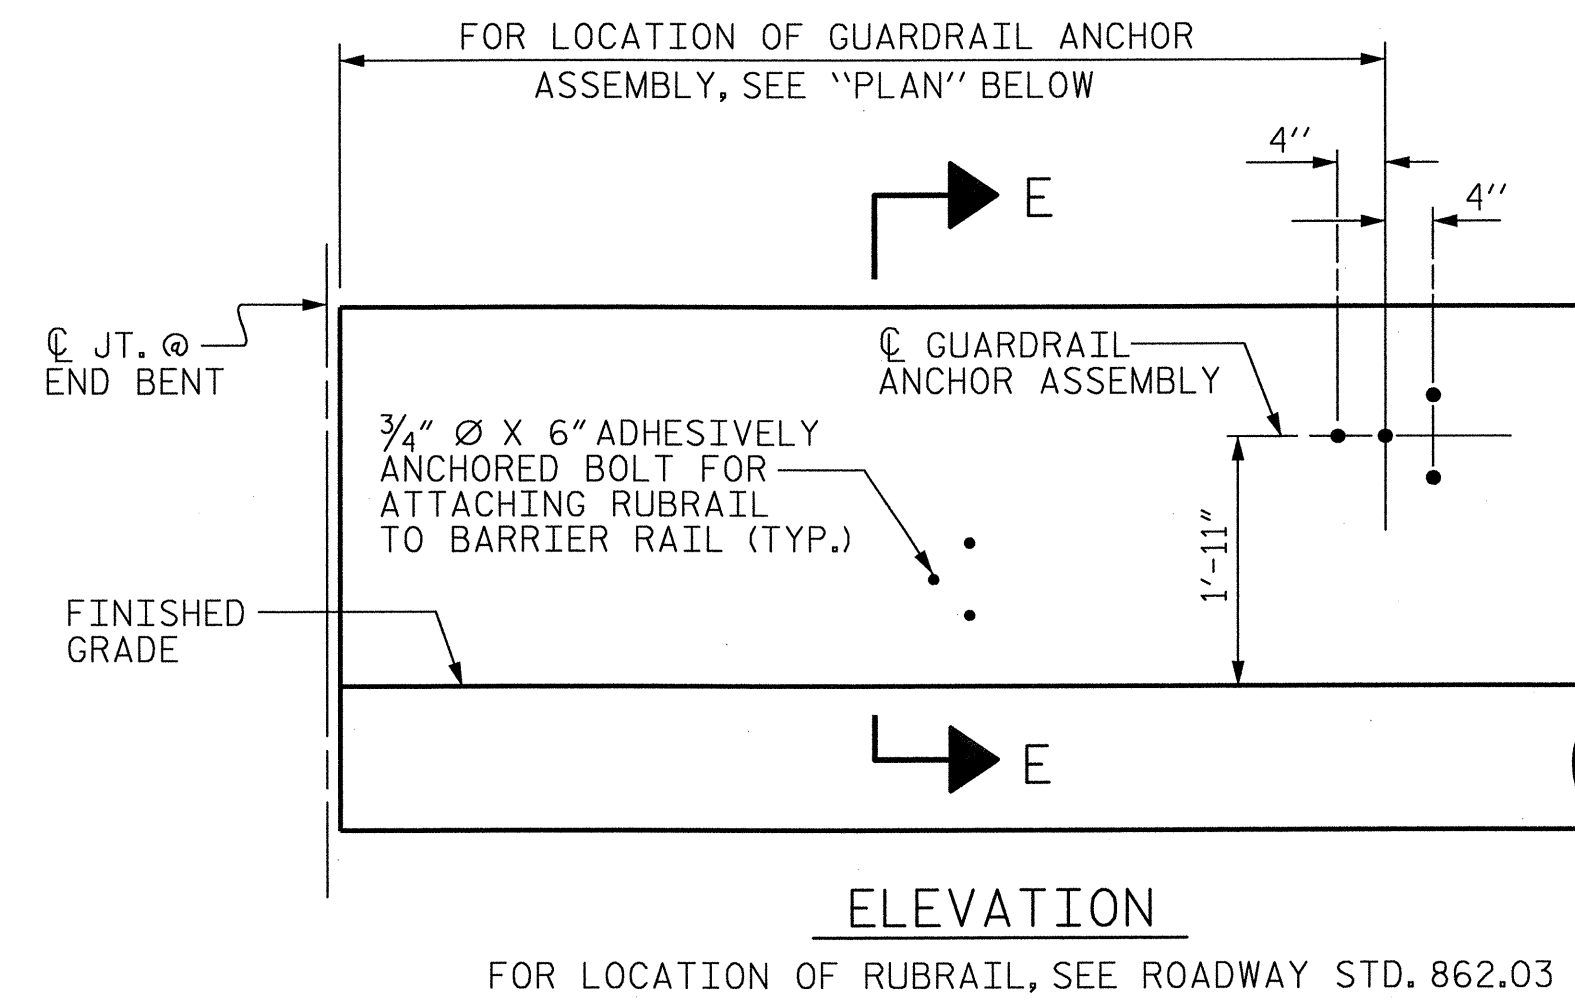 FOR LOCATION OF GUARDRAIL ANCHOR
ASSEMBLY, SEE "PLAN" BELOW
4"
4"
E
℄ JT. @
END BENT
℄ GUARDRAIL
ANCHOR ASSEMBLY
3/4" Ø X 6" ADHESIVELY
ANCHORED BOLT FOR
ATTACHING RUBRAIL
TO BARRIER RAIL (TYP.)
1'-11"
FINISHED
GRADE
E
ELEVATION
FOR LOCATION OF RUBRAIL, SEE ROADWAY STD. 862.03